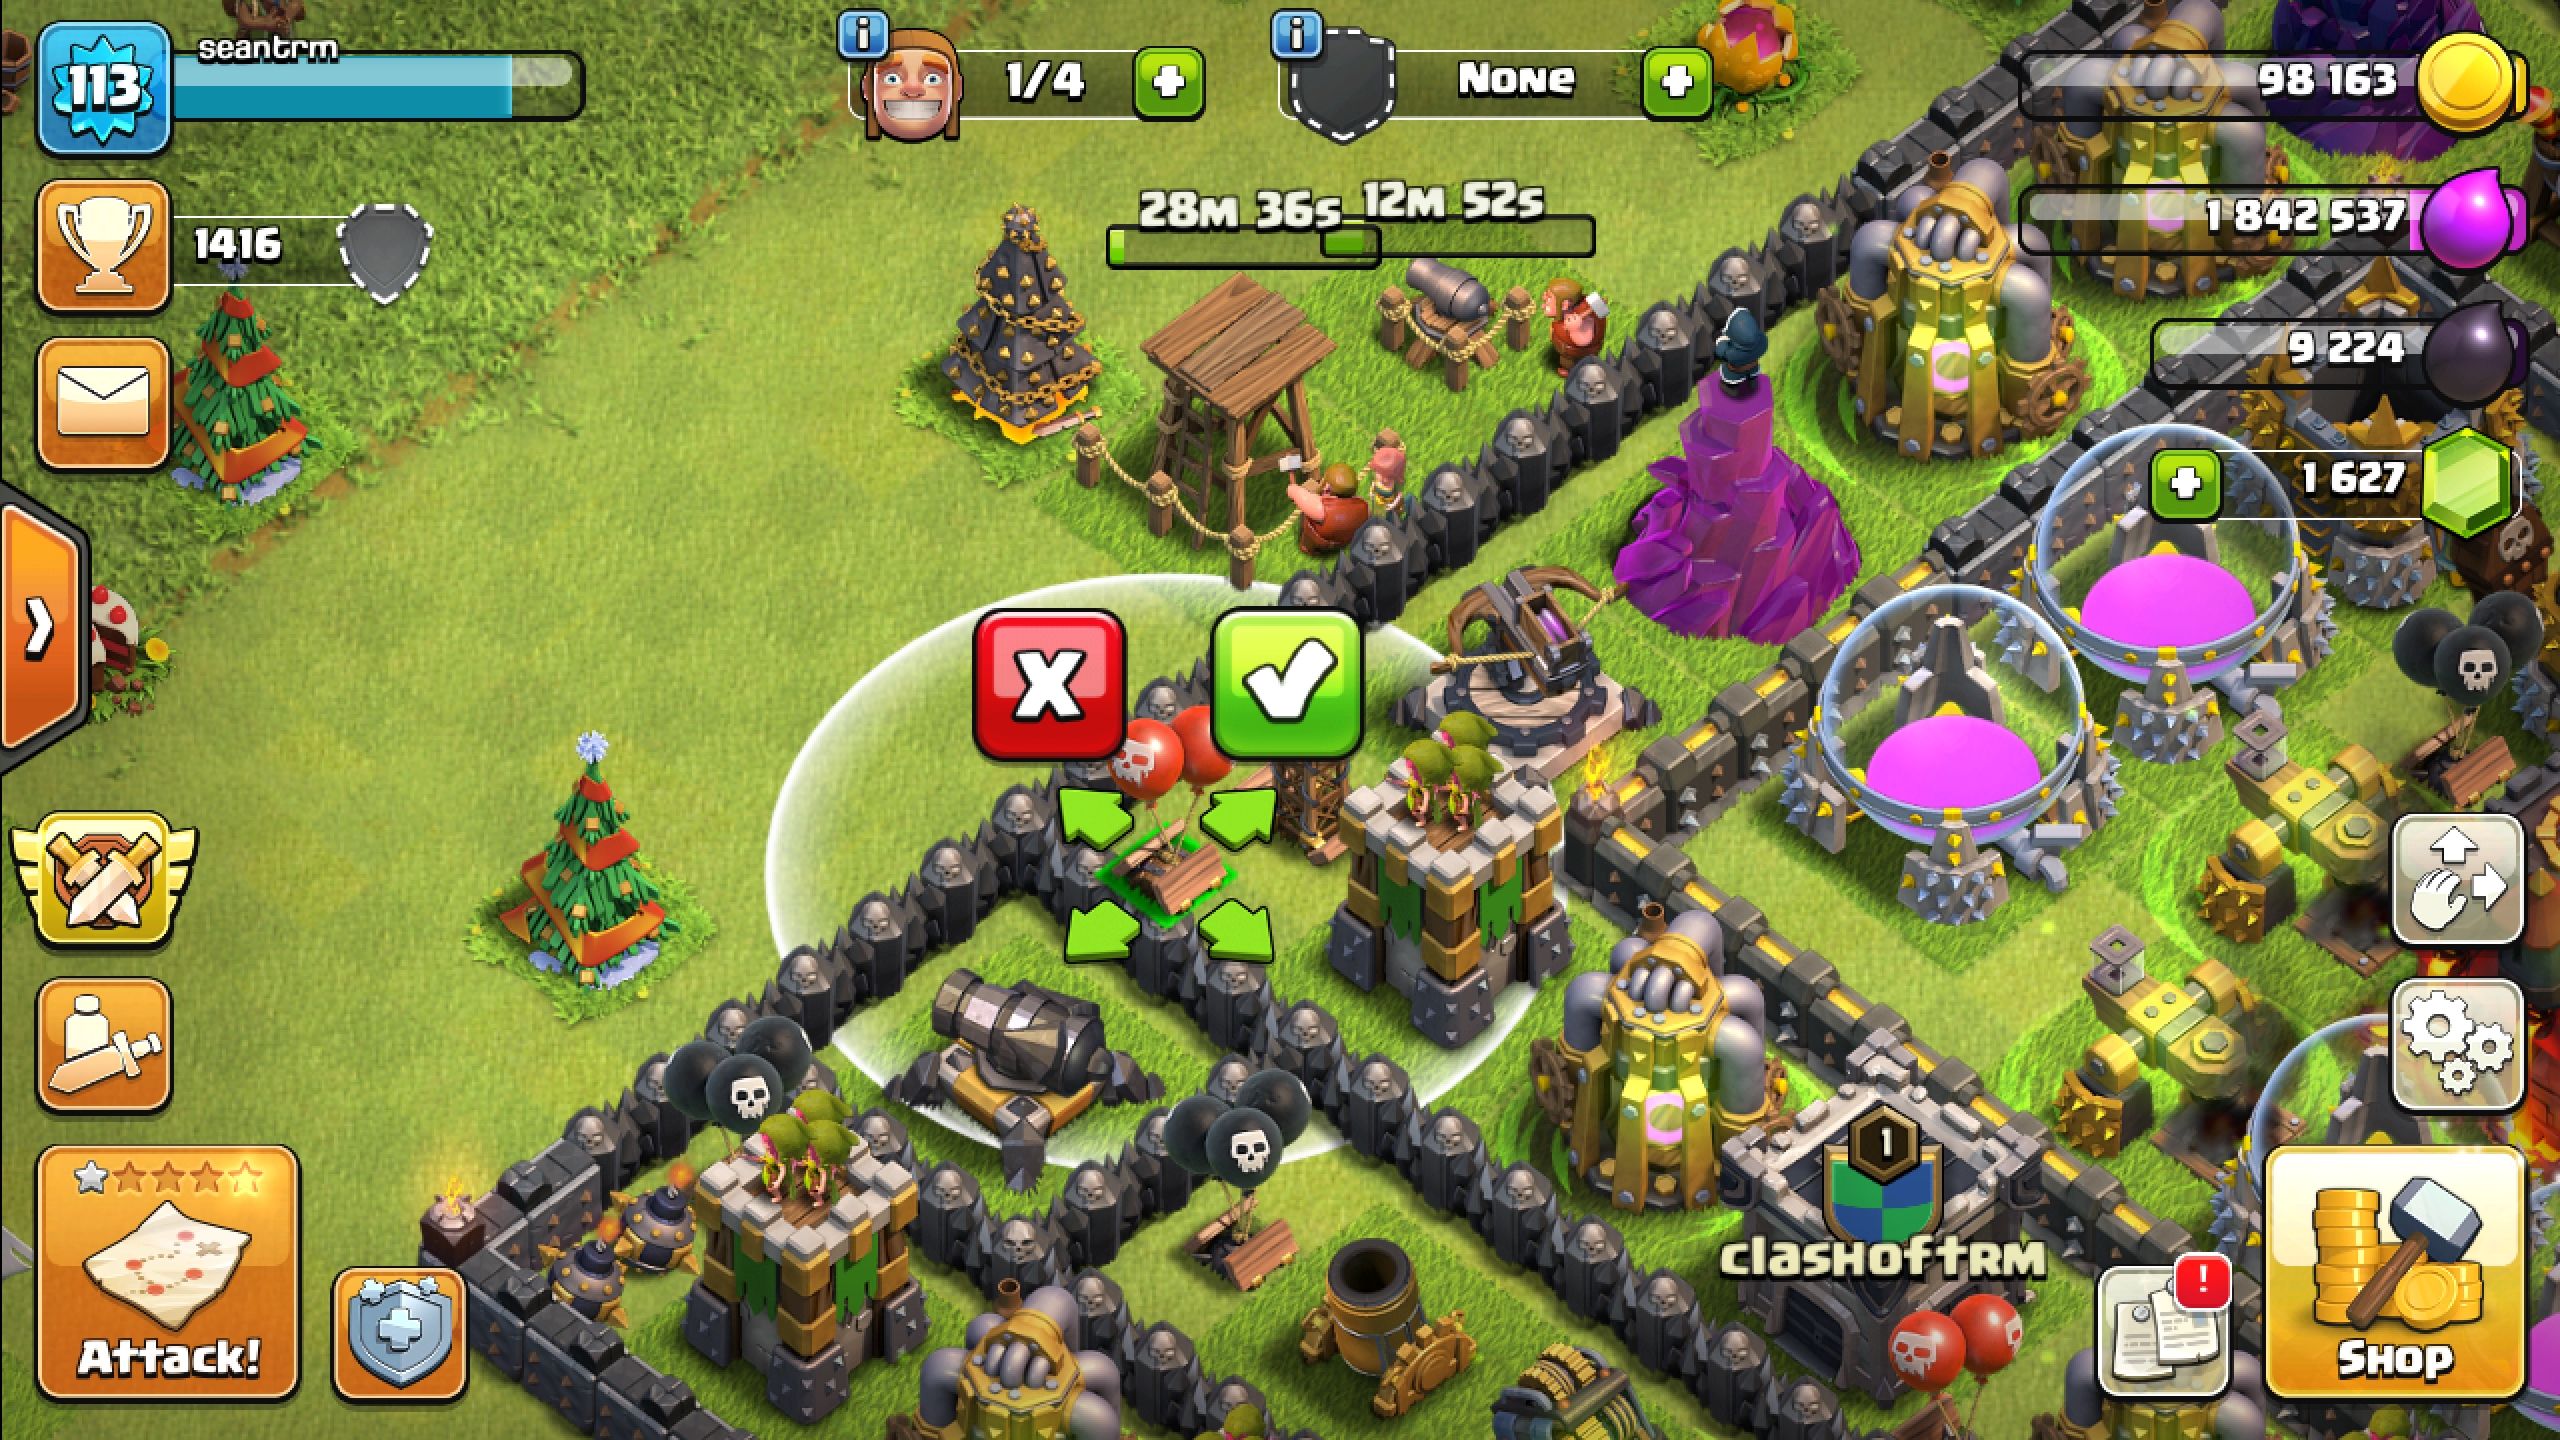 113
seantrm
1/4
None
98 163
1416
28M 36s
12M 52s
1 842 537
9 224
1 627
1
clashoftrm
!
Attack!
Shop